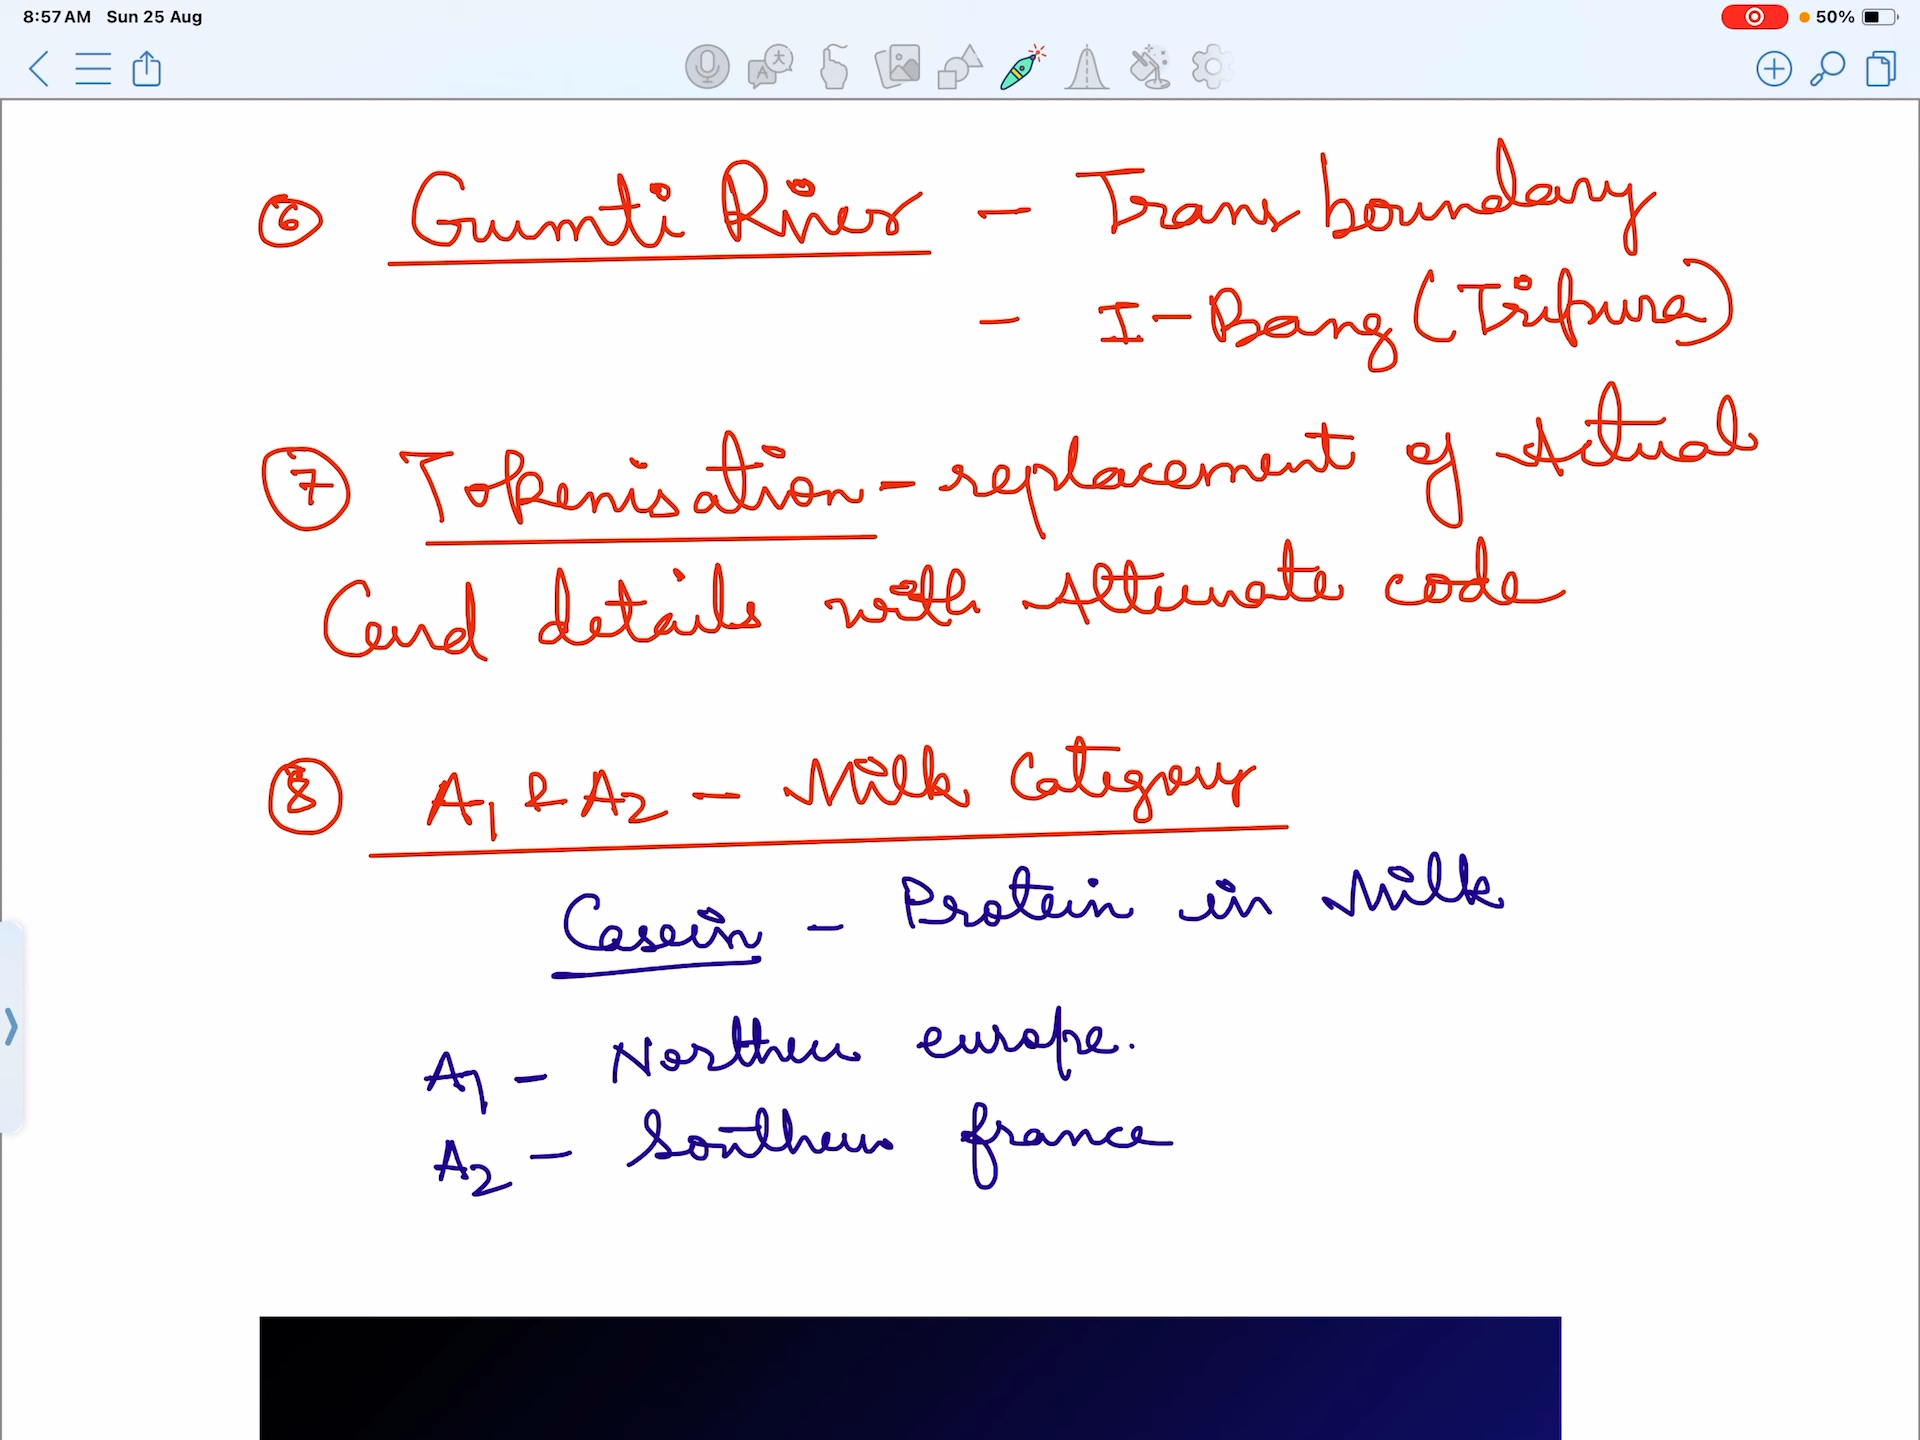 8:57 AM Sun 25 Aug
50%
6 Gumti River - Trans boundary
- I-Bang (Tripura)
7 Tokenisation - replacement of Actual
Card details with Alternate code
8 A1 & A2 - Milk Category
Casein - Protein in Milk
A1 - Northern europe.
A2 - Southern france